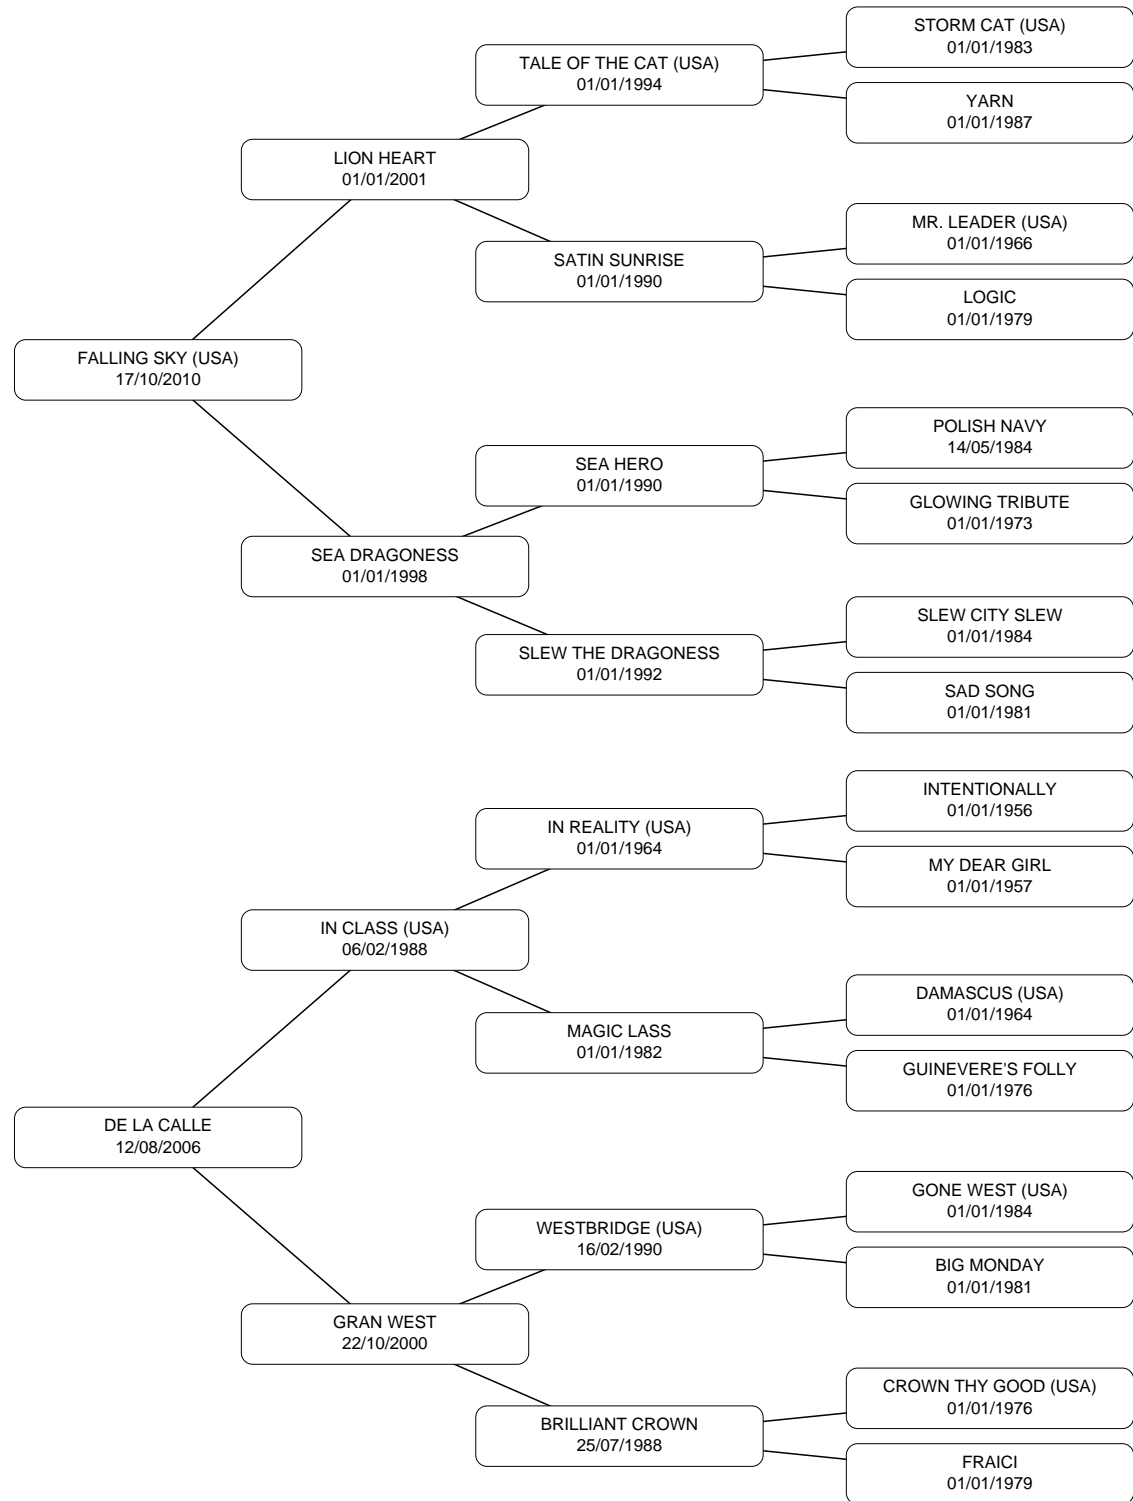 STORM CAT (USA)
01/01/1983
TALE OF THE CAT (USA)
01/01/1994
YARN
01/01/1987
LION HEART
01/01/2001
MR. LEADER (USA)
01/01/1966
SATIN SUNRISE
01/01/1990
LOGIC
01/01/1979
FALLING SKY (USA)
17/10/2010
POLISH NAVY
14/05/1984
SEA HERO
01/01/1990
GLOWING TRIBUTE
01/01/1973
SEA DRAGONESS
01/01/1998
SLEW CITY SLEW
01/01/1984
SLEW THE DRAGONESS
01/01/1992
SAD SONG
01/01/1981
INTENTIONALLY
01/01/1956
IN REALITY (USA)
01/01/1964
MY DEAR GIRL
01/01/1957
IN CLASS (USA)
06/02/1988
DAMASCUS (USA)
01/01/1964
MAGIC LASS
01/01/1982
GUINEVERE'S FOLLY
01/01/1976
DE LA CALLE
12/08/2006
GONE WEST (USA)
01/01/1984
WESTBRIDGE (USA)
16/02/1990
BIG MONDAY
01/01/1981
GRAN WEST
22/10/2000
CROWN THY GOOD (USA)
01/01/1976
BRILLIANT CROWN
25/07/1988
FRAICI
01/01/1979